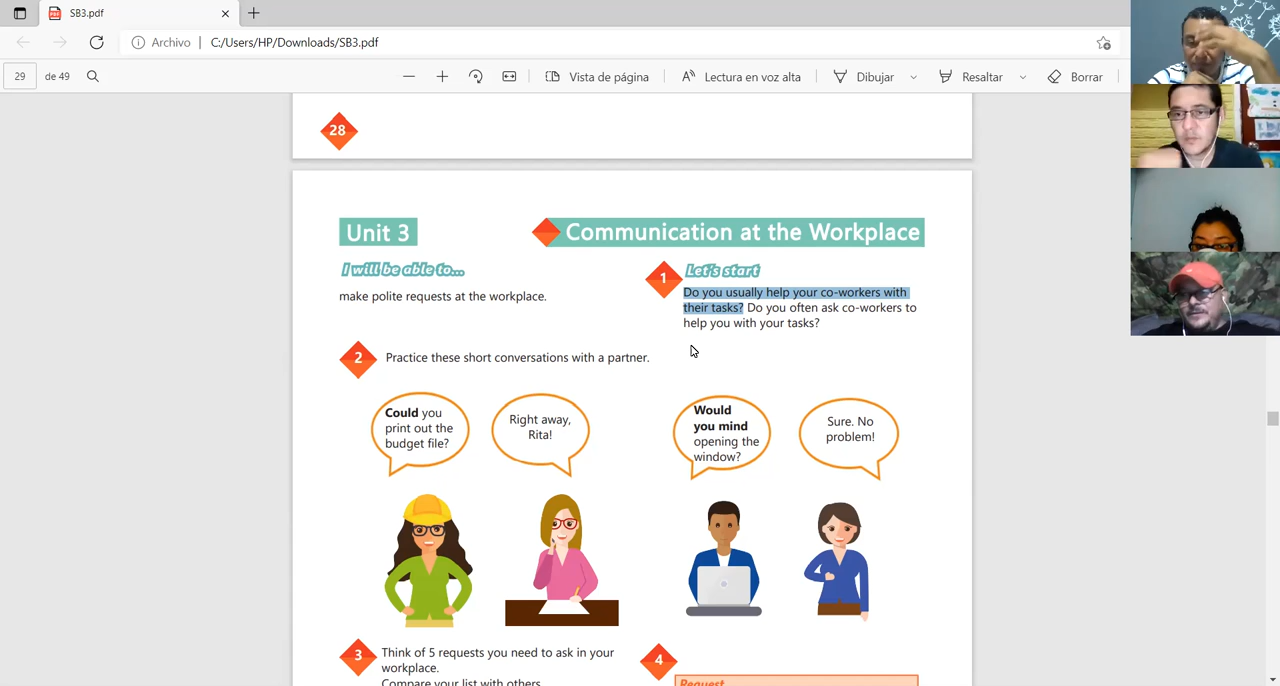 SB3.pdf
Archivo
C:/Users/HP/Downloads/SB3.pdf
29
de 49
Vista de página
Lectura en voz alta
Dibujar
Resaltar
Borrar
28
Unit 3
Communication at the Workplace
I will be able to...
make polite requests at the workplace.
1
Let's start
Do you usually help your co-workers with
their tasks? Do you often ask co-workers to
help you with your tasks?
2
Practice these short conversations with a partner.
Could you
print out the
budget file?
Right away,
Rita!
Would
you mind
opening the
window?
Sure. No
problem!
3
Think of 5 requests you need to ask in your
workplace.
Compare your list with others.
4
Request